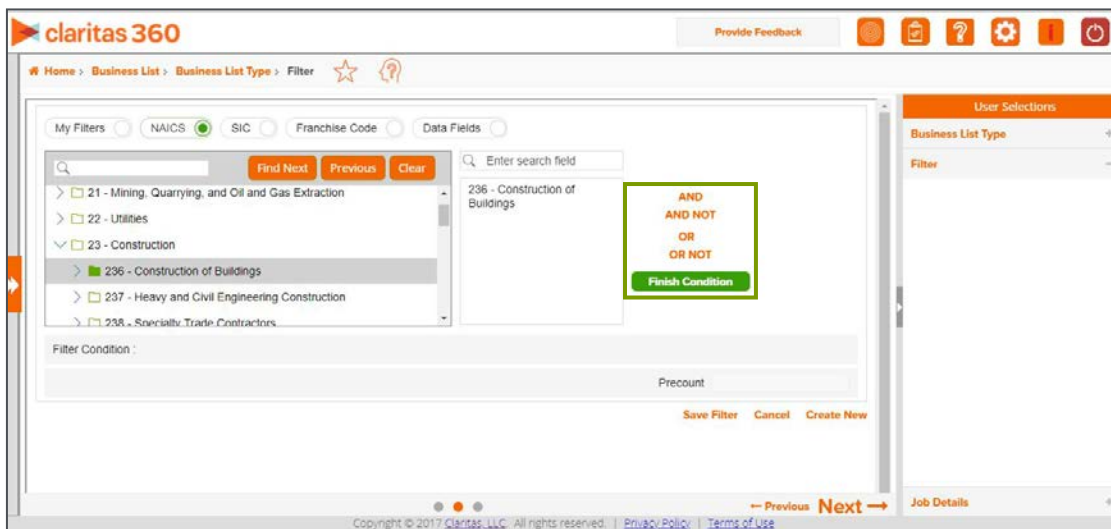 claritas 360
Provide Feedback
Home > Business List > Business List Type > Filter
My Filters NAICS SIC Franchise Code Data Fields
Find Next Previous Clear
Enter search field
21 - Mining, Quarrying, and Oil and Gas Extraction
22 - Utilities
23 - Construction
236 - Construction of Buildings
237 - Heavy and Civil Engineering Construction
238 - Specialty Trade Contractors
236 - Construction of
Buildings
AND
AND NOT
OR
OR NOT
Finish Condition
Filter Condition :
Precount
Save Filter Cancel Create New
← Previous Next →
User Selections
Business List Type
Filter
Job Details
Copyright © 2017 Claritas, LLC. All rights reserved. | Privacy Policy | Terms of Use